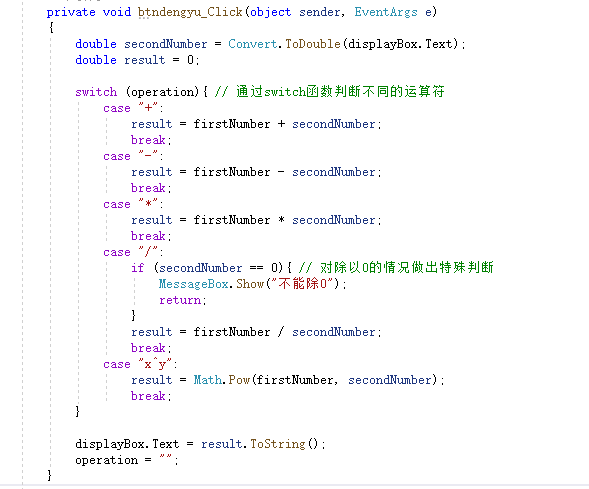 private void btndengyu_Click(object sender, EventArgs e)
{
double secondNumber = Convert.ToDouble(displayBox.Text);
double result = 0;
switch (operation){ // 通过switch函数判断不同的运算符
case "+":
result = firstNumber + secondNumber;
break;
case "-":
result = firstNumber - secondNumber;
break;
case "*":
result = firstNumber * secondNumber;
break;
case "/":
if (secondNumber == 0){ // 对除以0的情况做出特殊判断
MessageBox.Show("不能除0");
return;
}
result = firstNumber / secondNumber;
break;
case "x^y":
result = Math.Pow(firstNumber, secondNumber);
break;
}
displayBox.Text = result.ToString();
operation = "";
}